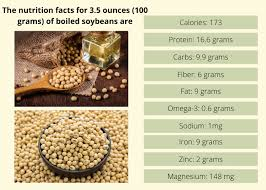 The nutrition facts for 3.5 ounces (100
grams) of boiled soybeans are
Calories: 173
Protein: 16.6 grams
Carbs: 9.9 grams
Fiber: 6 grams
Fat: 9 grams
Omega-3: 0.6 grams
Sodium: 1mg
Iron: 9 grams
Zinc: 2 grams
Magnesium: 148 mg